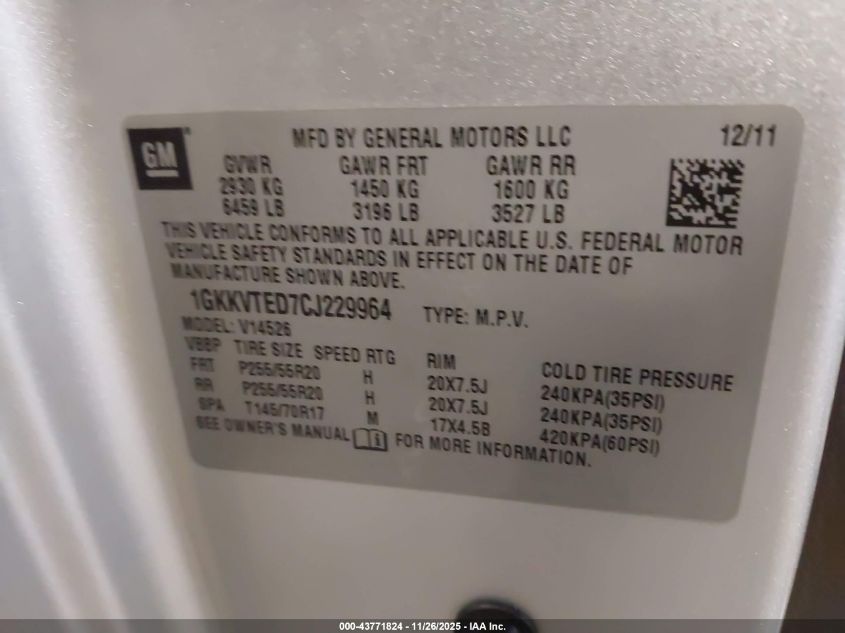 GM
MFD BY GENERAL MOTORS LLC 12/11
GVWR GAWR FRT GAWR RR
2930 KG 1450 KG 1600 KG
6459 LB 3196 LB 3527 LB
THIS VEHICLE CONFORMS TO ALL APPLICABLE U.S. FEDERAL MOTOR
VEHICLE SAFETY STANDARDS IN EFFECT ON THE DATE OF
MANUFACTURE SHOWN ABOVE.
1GKKVTED7CJ229964 TYPE: M.P.V.
MODEL: V14526
VBBP TIRE SIZE SPEED RTG RIM COLD TIRE PRESSURE
FRT P255/55R20 H 20X7.5J 240KPA(35PSI)
RR P255/55R20 H 20X7.5J 240KPA(35PSI)
SPA T145/70R17 M 17X4.5B 420KPA(60PSI)
SEE OWNER'S MANUAL FOR MORE INFORMATION.
000-43771824 - 11/26/2025 - IAA Inc.